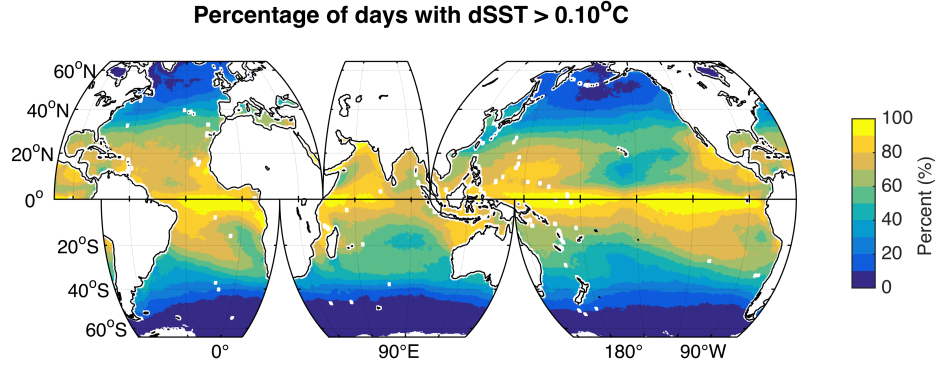 Percentage of days with dSST > 0.10°C
60°N
40°N
20°N
0°
20°S
40°S
60°S
0°
90°E
180°
90°W
100
80
60
40
20
0
Percent (%)